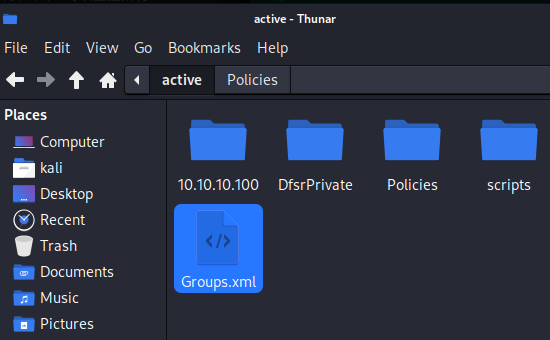 active - Thunar
File Edit View Go Bookmarks Help
active Policies
Places
Computer
kali
Desktop
Recent
Trash
Documents
Music
Pictures
10.10.10.100 DfsrPrivate Policies scripts
Groups.xml